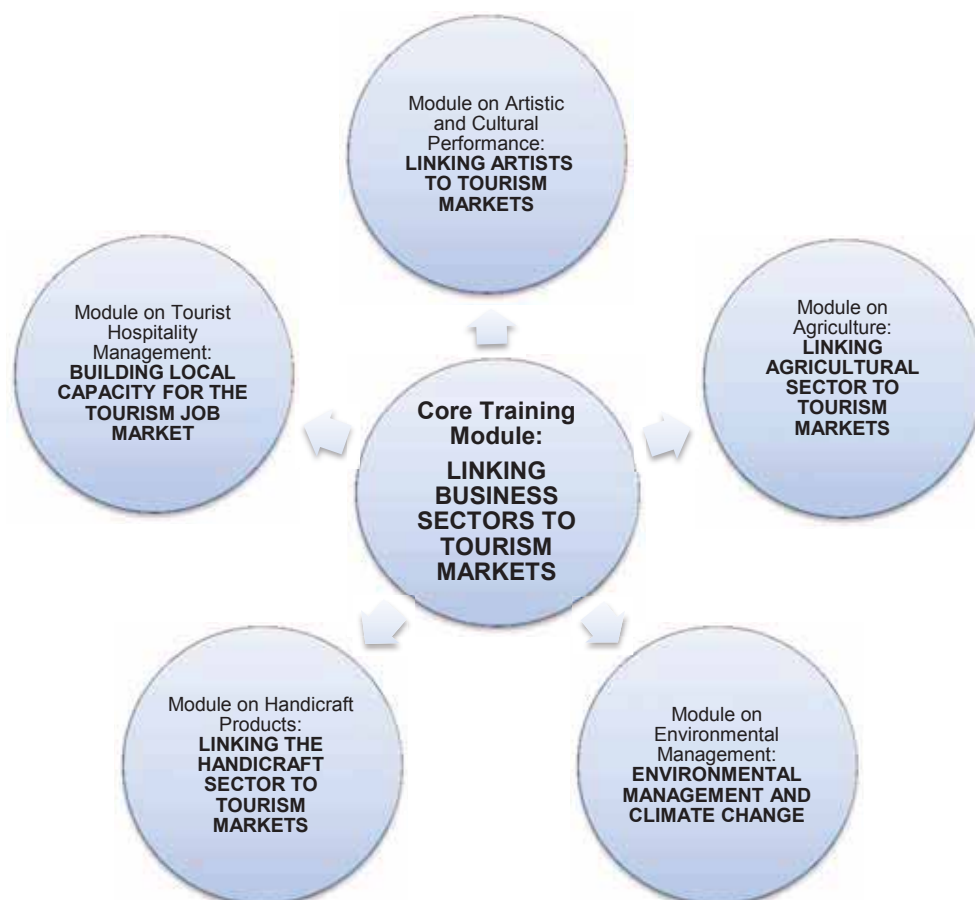 Module on Artistic
and Cultural
Performance:
LINKING ARTISTS
TO TOURISM
MARKETS
Module on Tourist
Hospitality
Management:
BUILDING LOCAL
CAPACITY FOR THE
TOURISM JOB
MARKET
Module on
Agriculture:
LINKING
AGRICULTURAL
SECTOR TO
TOURISM
MARKETS
Core Training
Module:
LINKING
BUSINESS
SECTORS TO
TOURISM
MARKETS
Module on Handicraft
Products:
LINKING THE
HANDICRAFT
SECTOR TO
TOURISM
MARKETS
Module on
Environmental
Management:
ENVIRONMENTAL
MANAGEMENT AND
CLIMATE CHANGE